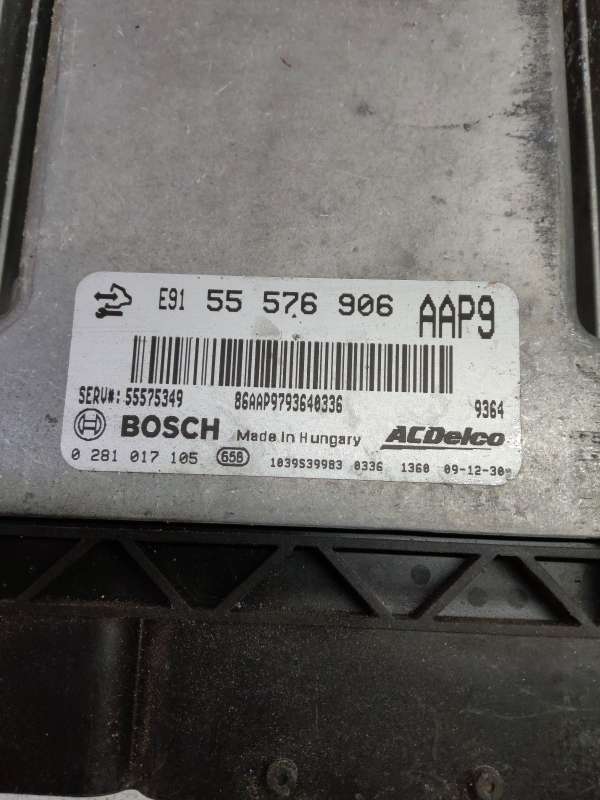 E91 55 576 906 AAP9
SERV#: 55575349 86AAP9793640336 9364
BOSCH Made in Hungary ACDelco
0 281 017 105 G5B 1039S39983 0336 1360 09-12-30